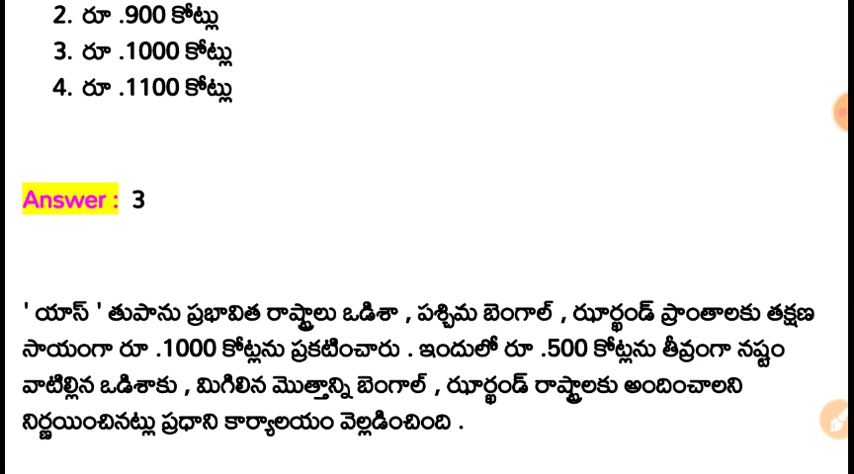 2. రూ .900 కోట్లు
3. రూ .1000 కోట్లు
4. రూ .1100 కోట్లు
Answer : 3
' యాస్ ' తుపాను ప్రభావిత రాష్ట్రాలు ఒడిశా , పశ్చిమ బెంగాల్ , ఝార్ఖండ్ ప్రాంతాలకు తక్షణ
సాయంగా రూ .1000 కోట్లను ప్రకటించారు . ఇందులో రూ .500 కోట్లను తీవ్రంగా నష్టం
వాటిల్లిన ఒడిశాకు , మిగిలిన మొత్తాన్ని బెంగాల్ , ఝార్ఖండ్ రాష్ట్రాలకు అందించాలని
నిర్ణయించినట్లు ప్రధాని కార్యాలయం వెల్లడించింది .